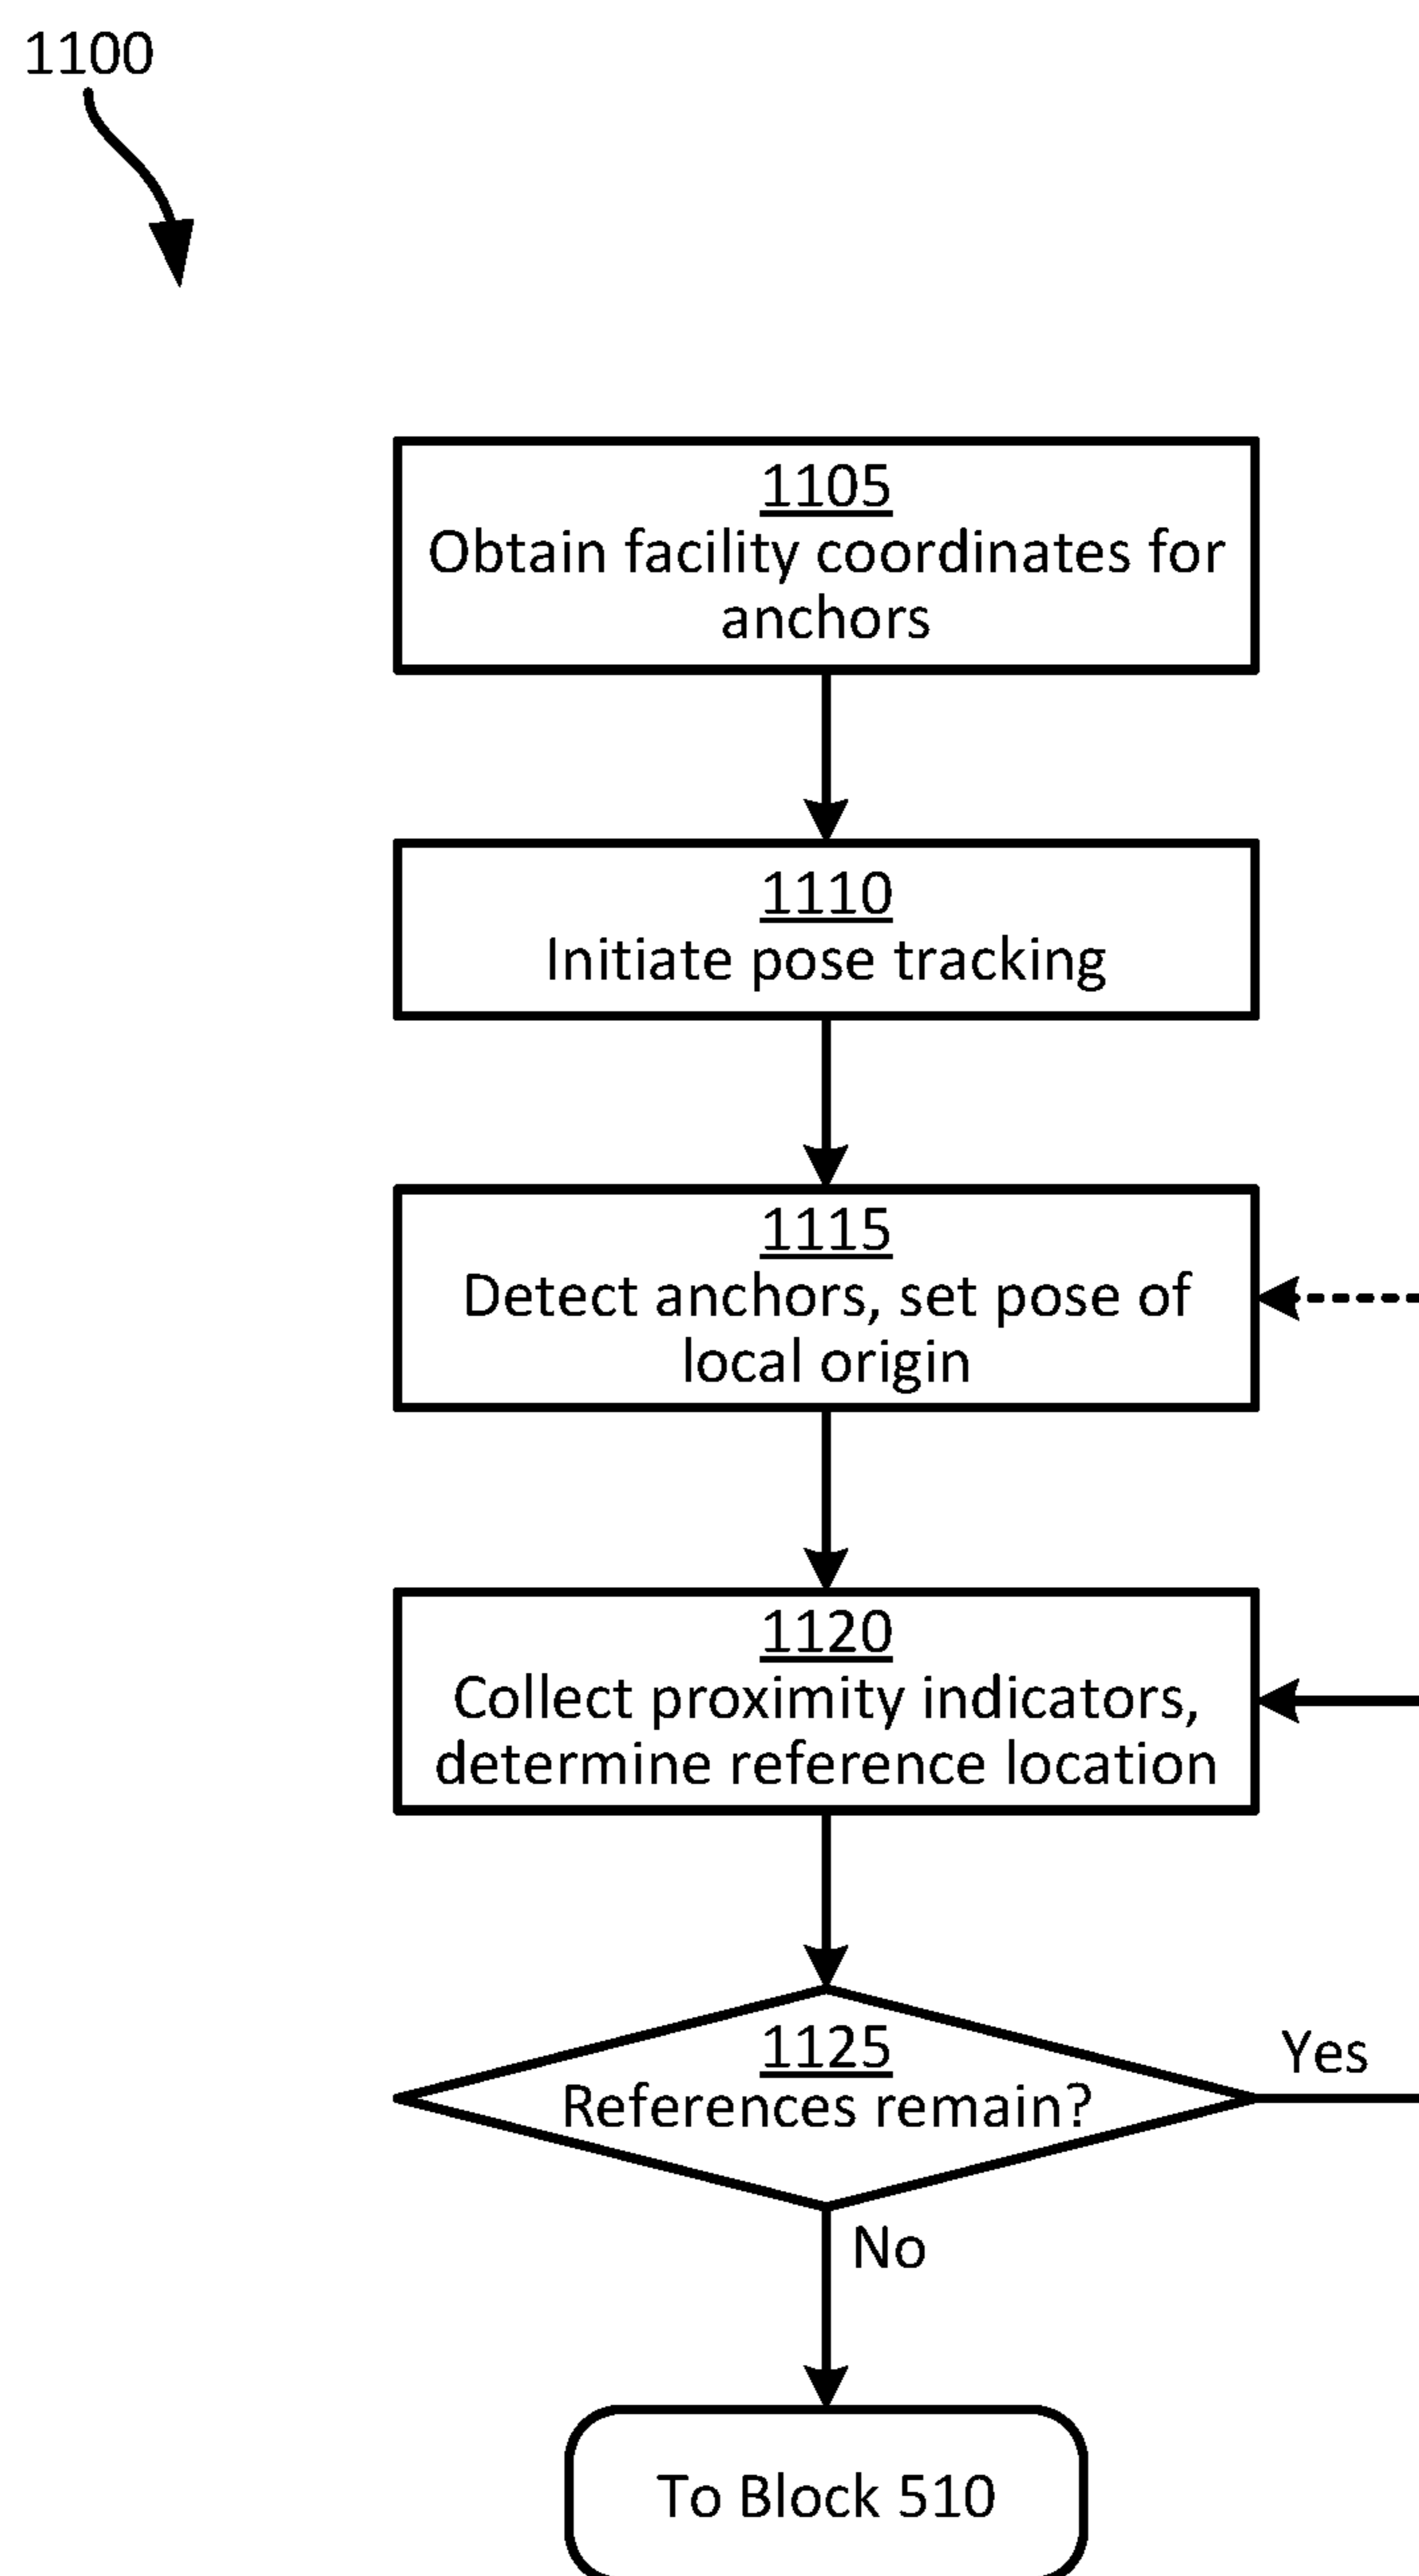 1100
1105
Obtain facility coordinates for
anchors
1110
Initiate pose tracking
1115
Detect anchors, set pose of
local origin
1120
Collect proximity indicators,
determine reference location
1125
References remain?
Yes
No
To Block 510